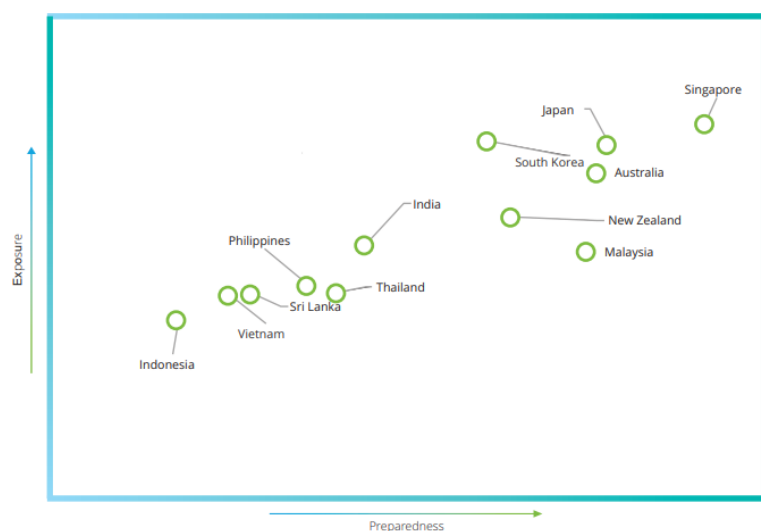 Singapore
Japan
South Korea
Australia
India
New Zealand
Philippines
Malaysia
Exposure
Thailand
Sri Lanka
Vietnam
Indonesia
Preparedness